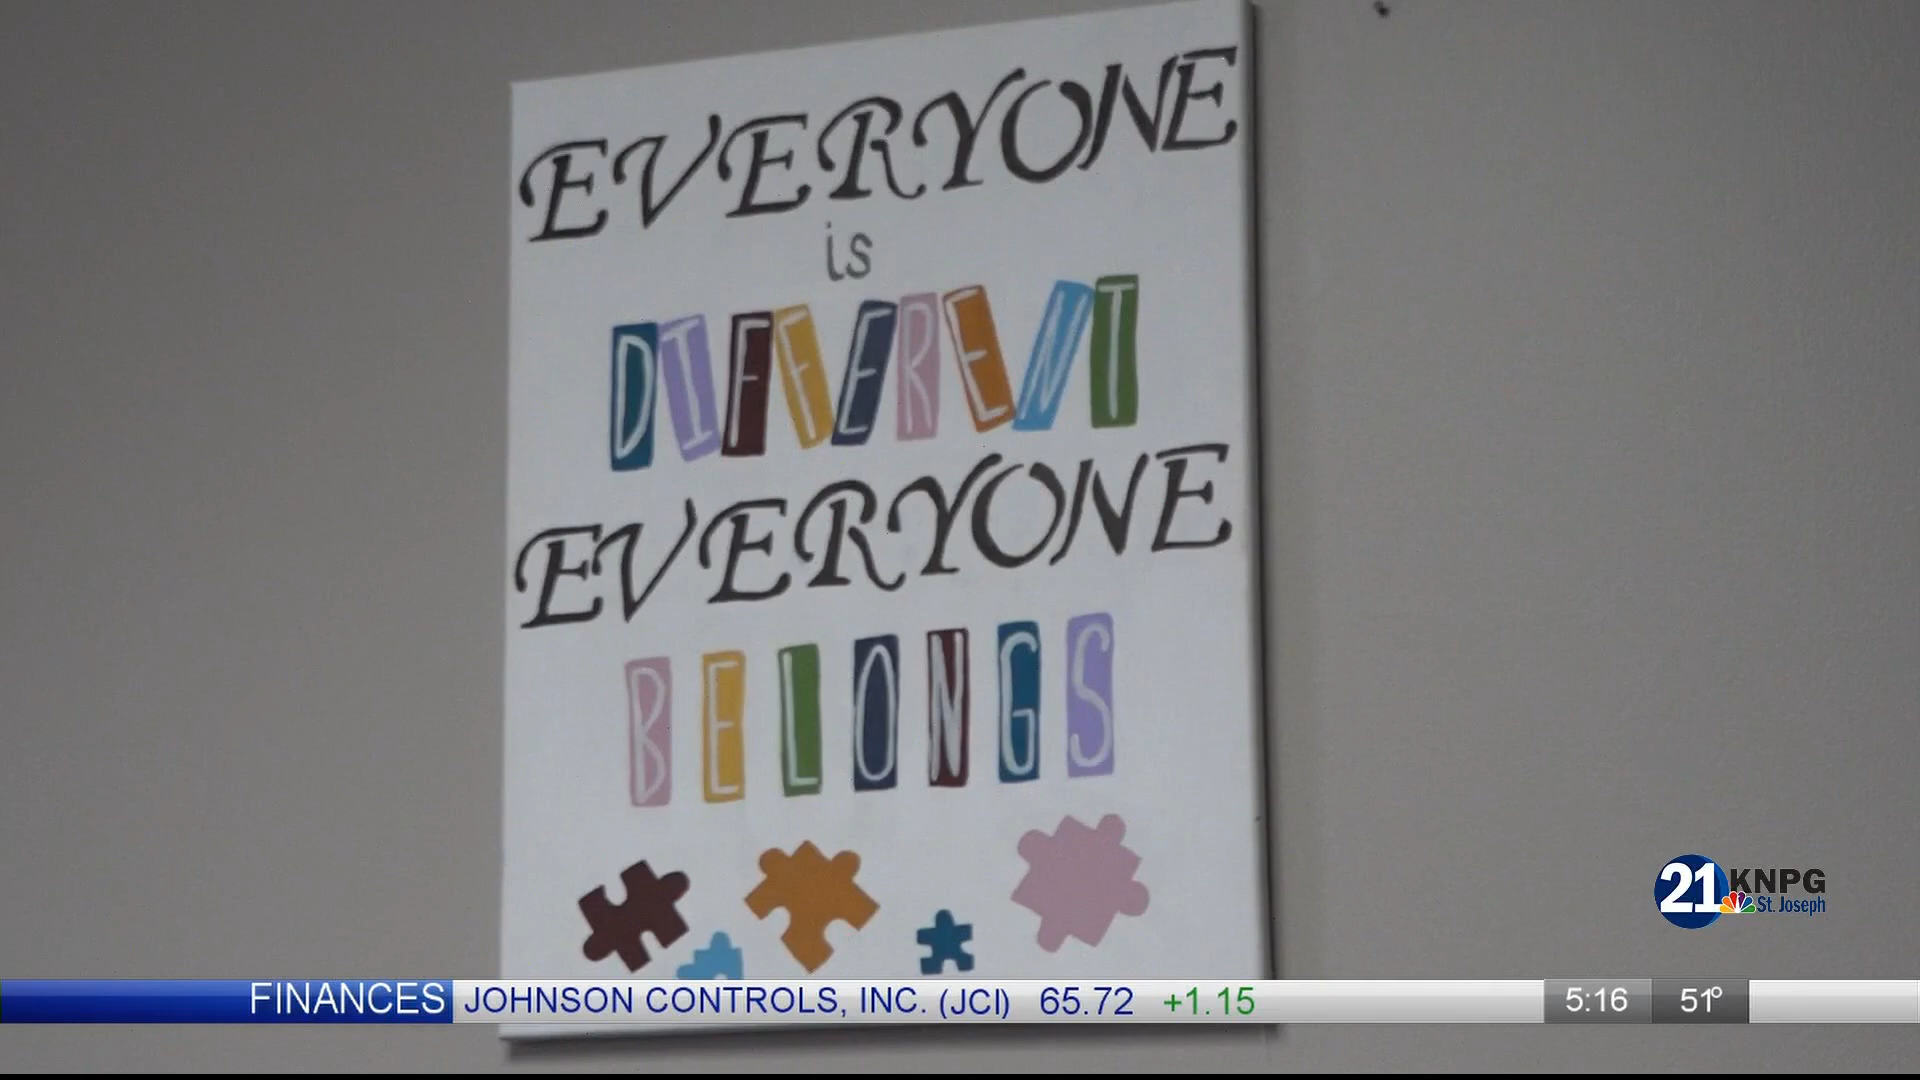 EVERYONE
is
DIFFERENT
EVERYONE
BELONGS
21 KNPG
St. Joseph
FINANCES JOHNSON CONTROLS, INC. (JCI) 65.72 +1.15 5:16 51°